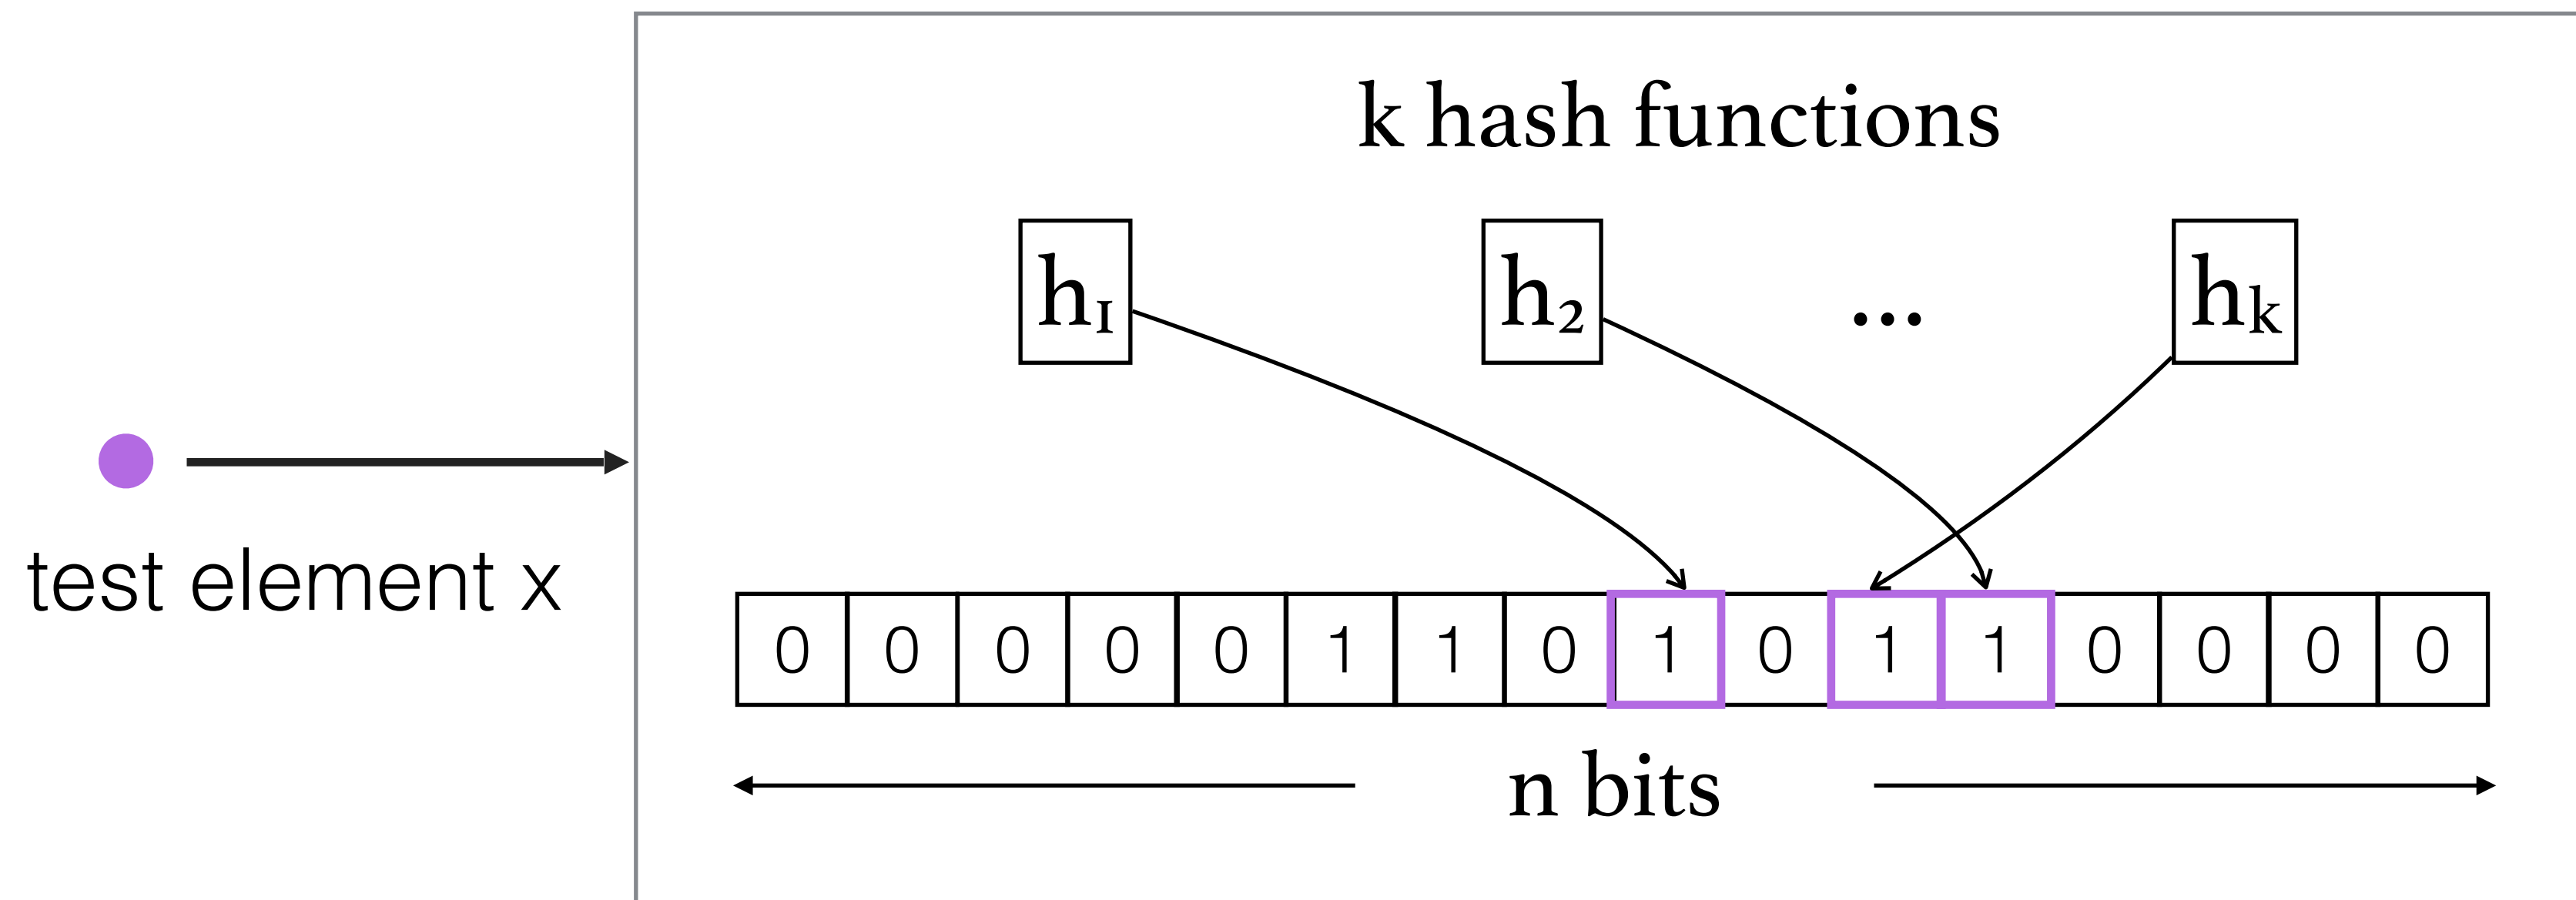 k hash functions
h₁ h₂ ... hₖ
test element x
0 0 0 0 0 1 1 0 1 0 1 1 0 0 0 0
n bits